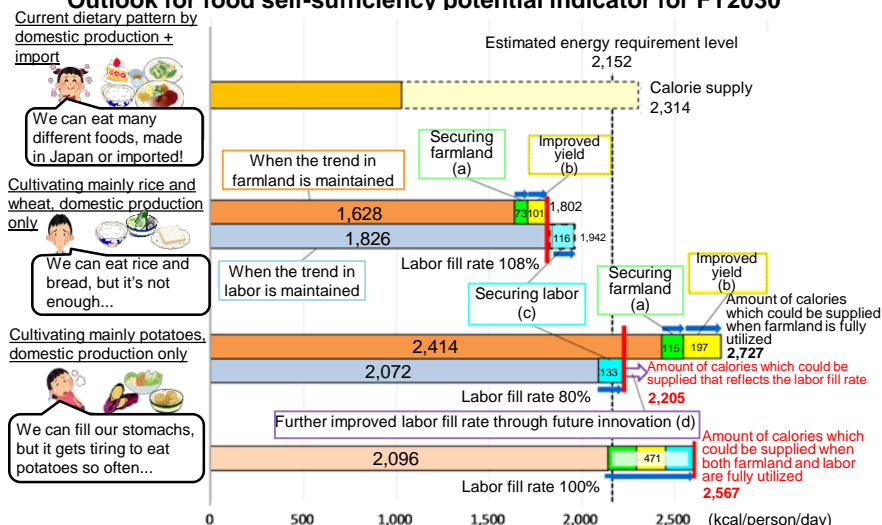 Outlook for food self-sufficiency potential indicator for FY2030
Current dietary pattern by
domestic production +
import
We can eat many
different foods, made
in Japan or imported!
Estimated energy requirement level
2,152
Calorie supply
2,314
Cultivating mainly rice and
wheat, domestic production
only
We can eat rice and
bread, but it's not
enough...
When the trend in
farmland is maintained
Securing
farmland
(a)
Improved
yield
(b)
1,628
73
101
1,802
1,826
116
1,942
Labor fill rate 108%
When the trend in
labor is maintained
Securing labor
(c)
Securing
farmland
(a)
Improved
yield
(b)
Amount of calories
which could be supplied
when farmland is fully
utilized
2,727
Cultivating mainly potatoes,
domestic production only
We can fill our stomachs,
but it gets tiring to eat
potatoes so often...
2,414
115
197
2,072
133
Amount of calories which could be
supplied that reflects the labor fill rate
2,205
Labor fill rate 80%
Further improved labor fill rate through future innovation (d)
2,096
471
Labor fill rate 100%
Amount of calories which
could be supplied when
both farmland and labor
are fully utilized
2,567
0
500
1,000
1,500
2,000
2,500
(kcal/person/day)